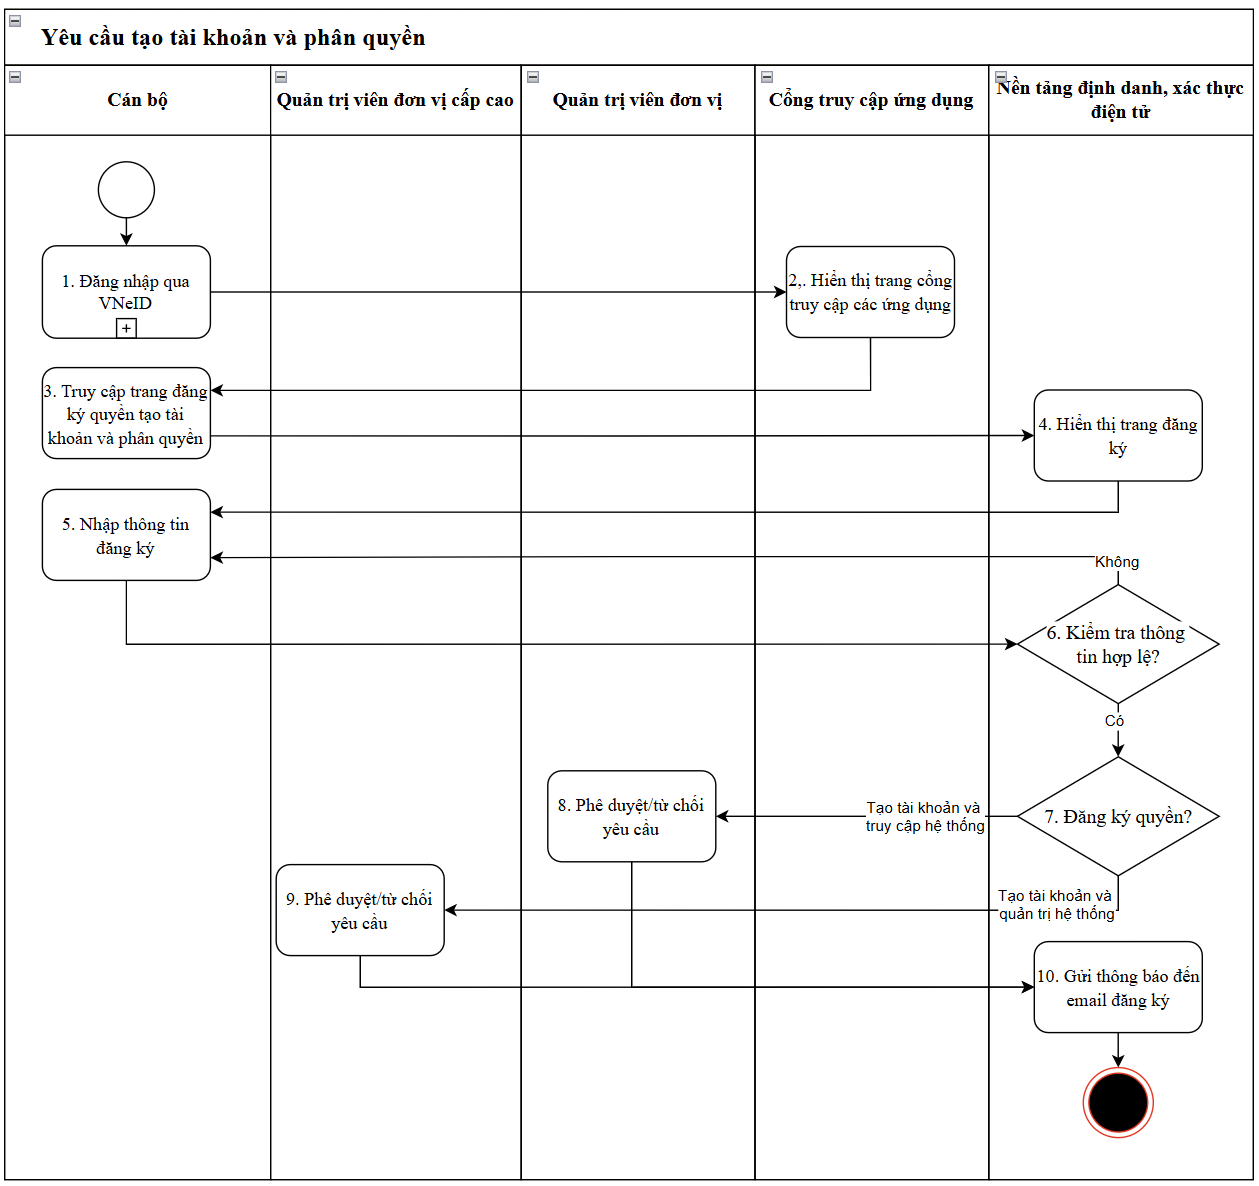 Yêu cầu tạo tài khoản và phân quyền
Cán bộ
Quản trị viên đơn vị cấp cao
Quản trị viên đơn vị
Cổng truy cập ứng dụng
Nền tảng định danh, xác thực
điện tử
1. Đăng nhập qua
VNeID
2,. Hiển thị trang cổng
truy cập các ứng dụng
3. Truy cập trang đăng
ký quyền tạo tài
khoản và phân quyền
4. Hiển thị trang đăng
ký
5. Nhập thông tin
đăng ký
Không
6. Kiểm tra thông
tin hợp lệ?
Có
7. Đăng ký quyền?
Tạo tài khoản và
truy cập hệ thống
8. Phê duyệt/từ chối
yêu cầu
Tạo tài khoản và
quản trị hệ thống
9. Phê duyệt/từ chối
yêu cầu
10. Gửi thông báo đến
email đăng ký